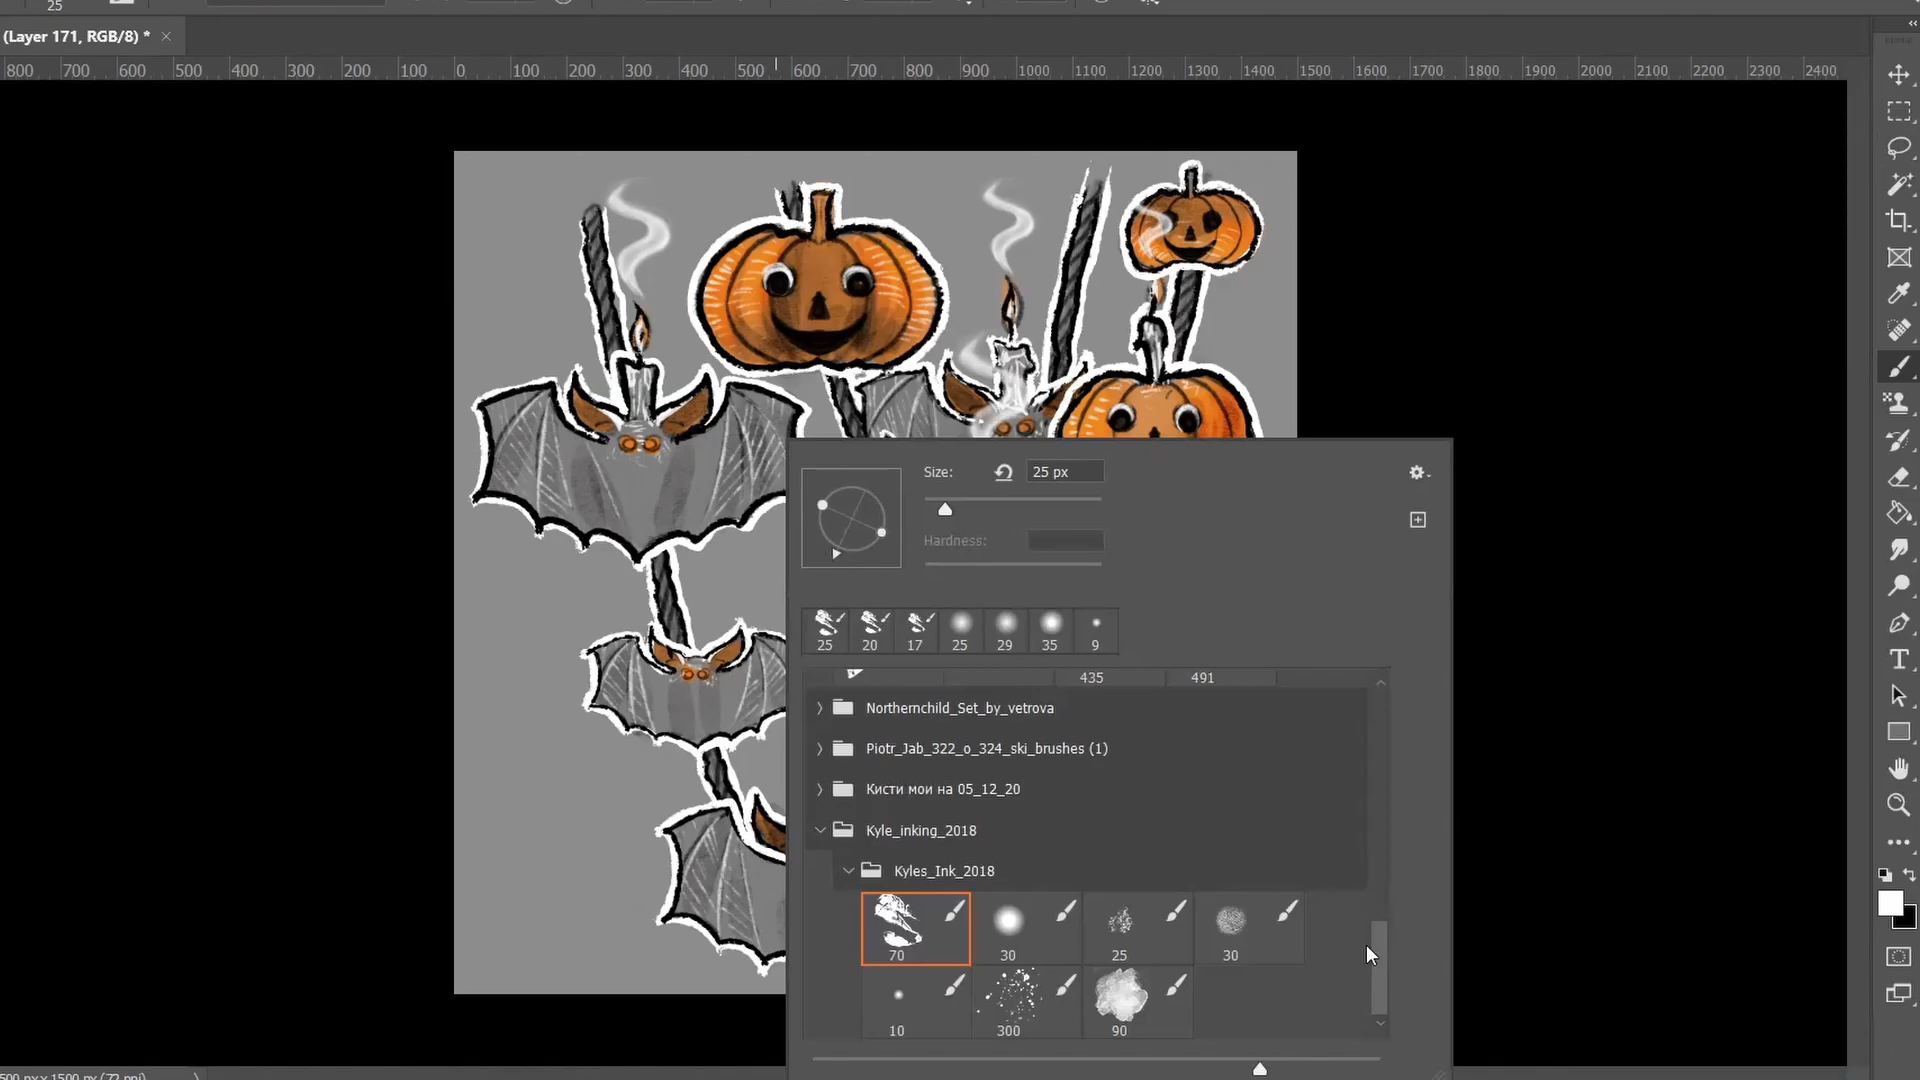 25
(Layer 171, RGB/8) * ×
800 700 600 500 400 300 200 100 0 100 200 300 400 500 600 700 800 900 1000 1100 1200 1300 1400 1500 1600 1700 1800 1900 2000 2100 2200 2300 2400
Size: 25 px
Hardness:
25 20 17 25 29 35 9
435 491
Northernchild_Set_by_vetrova
Piotr_Jab_322_o_324_ski_brushes (1)
Кисти мои на 05_12_20
Kyle_inking_2018
Kyles_Ink_2018
70 30 25 30
10 300 90
500 px x 1500 px (72 ppi)